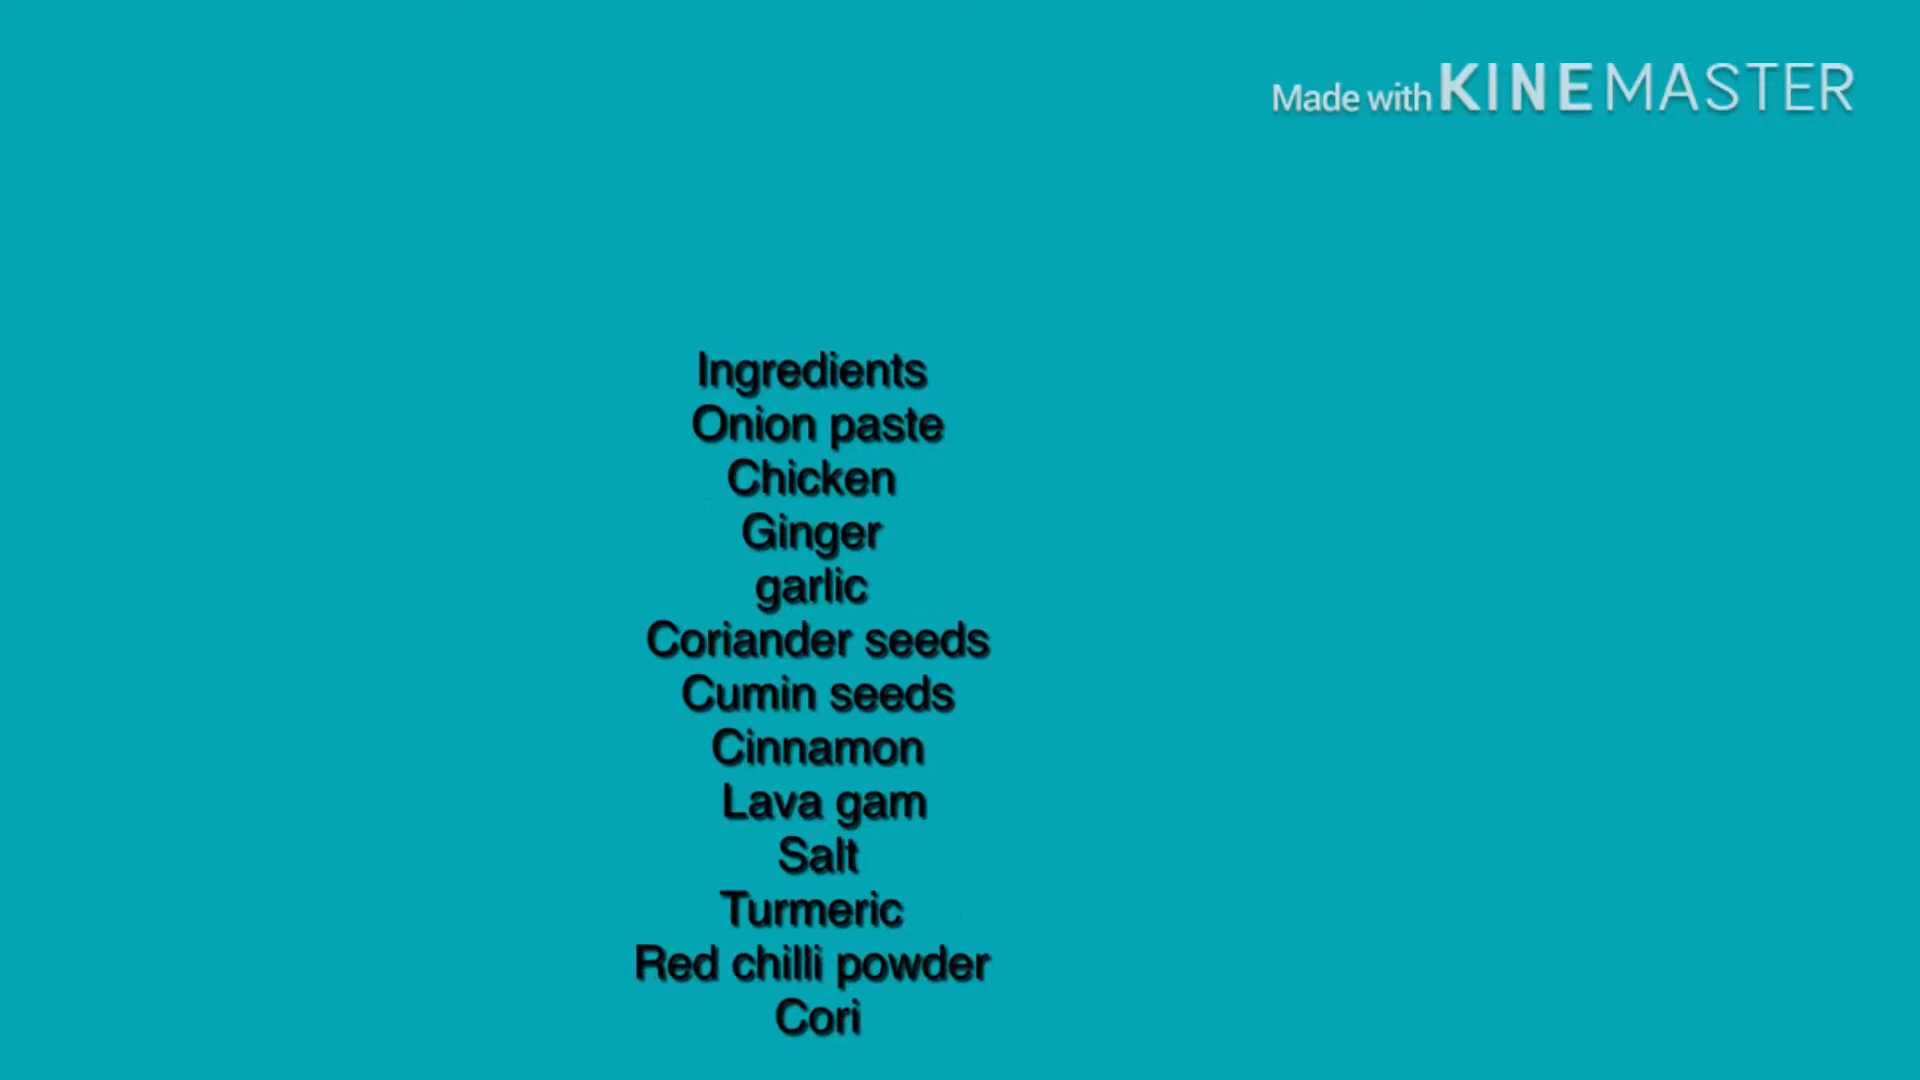 Made with KINEMASTER
Ingredients
Onion paste
Chicken
Ginger
garlic
Coriander seeds
Cumin seeds
Cinnamon
Lava gam
Salt
Turmeric
Red chilli powder
Cori